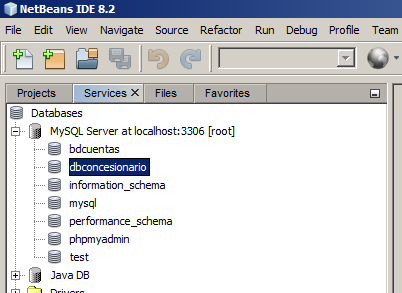 NetBeans IDE 8.2
File Edit View Navigate Source Refactor Run Debug Profile Team
Projects Services Files Favorites
Databases
MySQL Server at localhost:3306 [root]
bdcuentas
dbconcesionario
information_schema
mysql
performance_schema
phpmyadmin
test
Java DB
Drivers